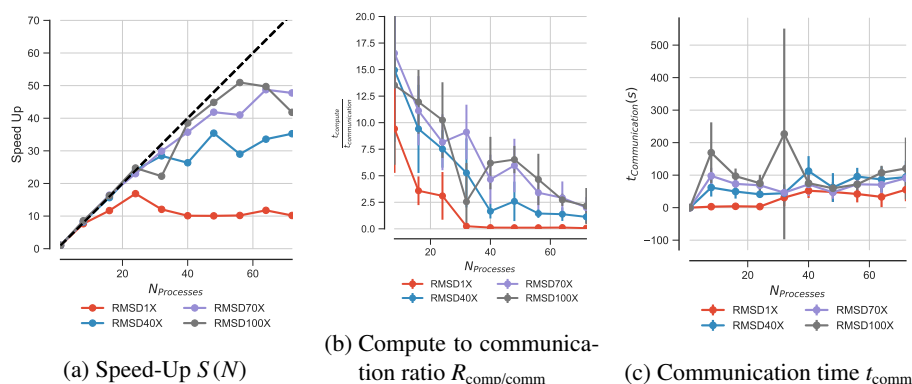 70
60
50
40
30
20
10
0
Speed Up
0 20 40 60
N_Processes
RMSD1X RMSD70X
RMSD40X RMSD100X
(a) Speed-Up S(N)
20.0
17.5
15.0
12.5
10.0
7.5
5.0
2.5
0.0
t_compute
t_communication
20 40 60
N_Processes
RMSD1X RMSD70X
RMSD40X RMSD100X
(b) Compute to communica-
tion ratio R_comp/comm
500
400
300
200
100
0
−100
t_Communication(s)
0 20 40 60
N_Processes
RMSD1X RMSD70X
RMSD40X RMSD100X
(c) Communication time t_comm